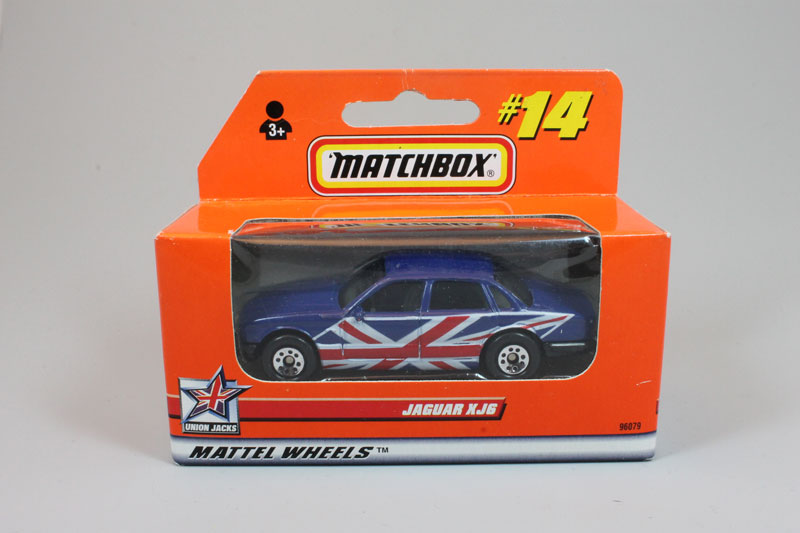 #14
3+
'MATCHBOX'®
JAGUAR XJ6
UNION JACKS
96079
MATTEL WHEELS™